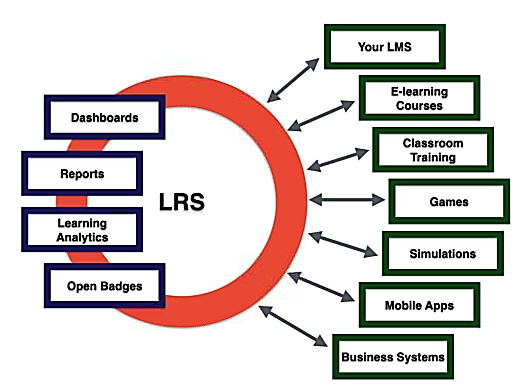 Dashboards
Reports
Learning
Analytics
Open Badges
LRS
Your LMS
E-learning
Courses
Classroom
Training
Games
Simulations
Mobile Apps
Business Systems